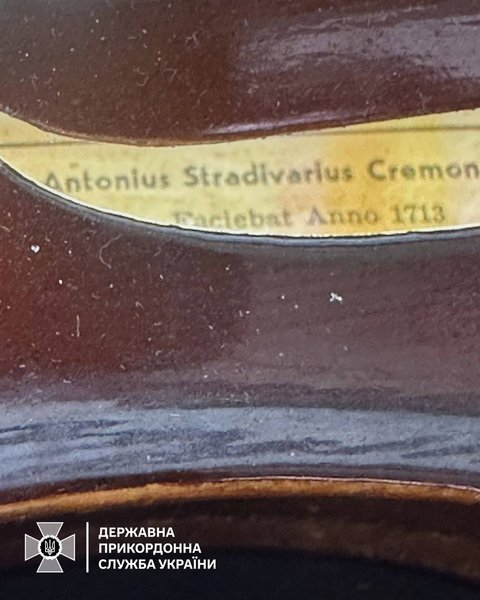 Antonius Stradivarius Cremon
Faciebat Anno 1713
ДЕРЖАВНА
ПРИКОРДОННА
СЛУЖБА УКРАЇНИ